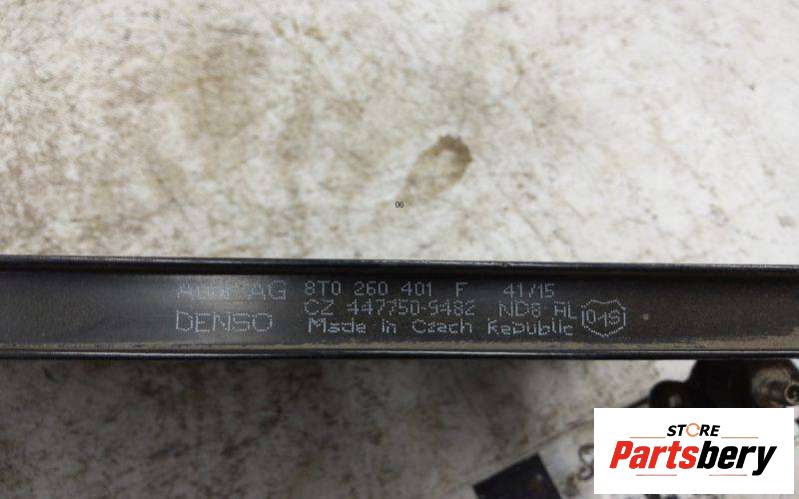 06
AUDI AG 8T0 260 401 F 41/15
CZ 447750-9482 ND8 AL
DENSO Made in Czech Republic
STORE
Partsbery